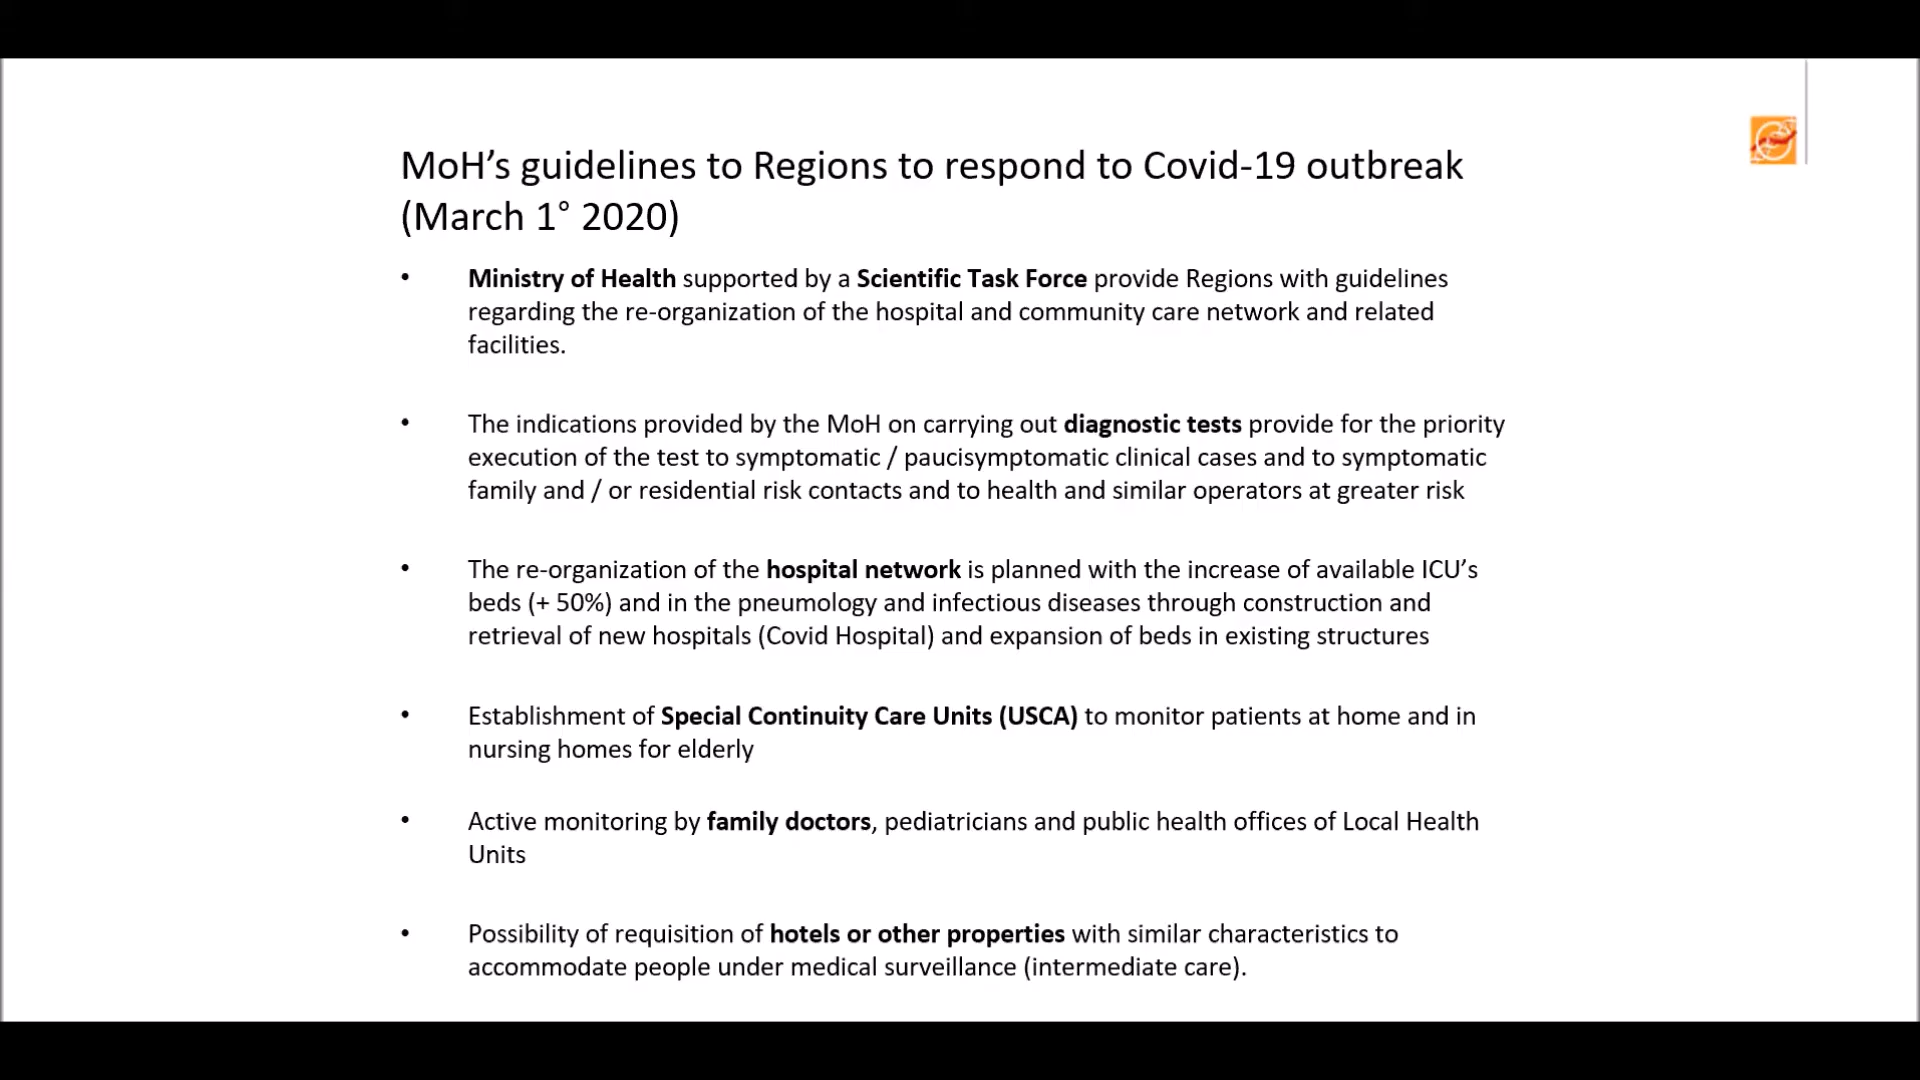 MoH’s guidelines to Regions to respond to Covid-19 outbreak
(March 1° 2020)
• Ministry of Health supported by a Scientific Task Force provide Regions with guidelines
regarding the re-organization of the hospital and community care network and related
facilities.
• The indications provided by the MoH on carrying out diagnostic tests provide for the priority
execution of the test to symptomatic / paucisymptomatic clinical cases and to symptomatic
family and / or residential risk contacts and to health and similar operators at greater risk
• The re-organization of the hospital network is planned with the increase of available ICU’s
beds (+ 50%) and in the pneumology and infectious diseases through construction and
retrieval of new hospitals (Covid Hospital) and expansion of beds in existing structures
• Establishment of Special Continuity Care Units (USCA) to monitor patients at home and in
nursing homes for elderly
• Active monitoring by family doctors, pediatricians and public health offices of Local Health
Units
• Possibility of requisition of hotels or other properties with similar characteristics to
accommodate people under medical surveillance (intermediate care).